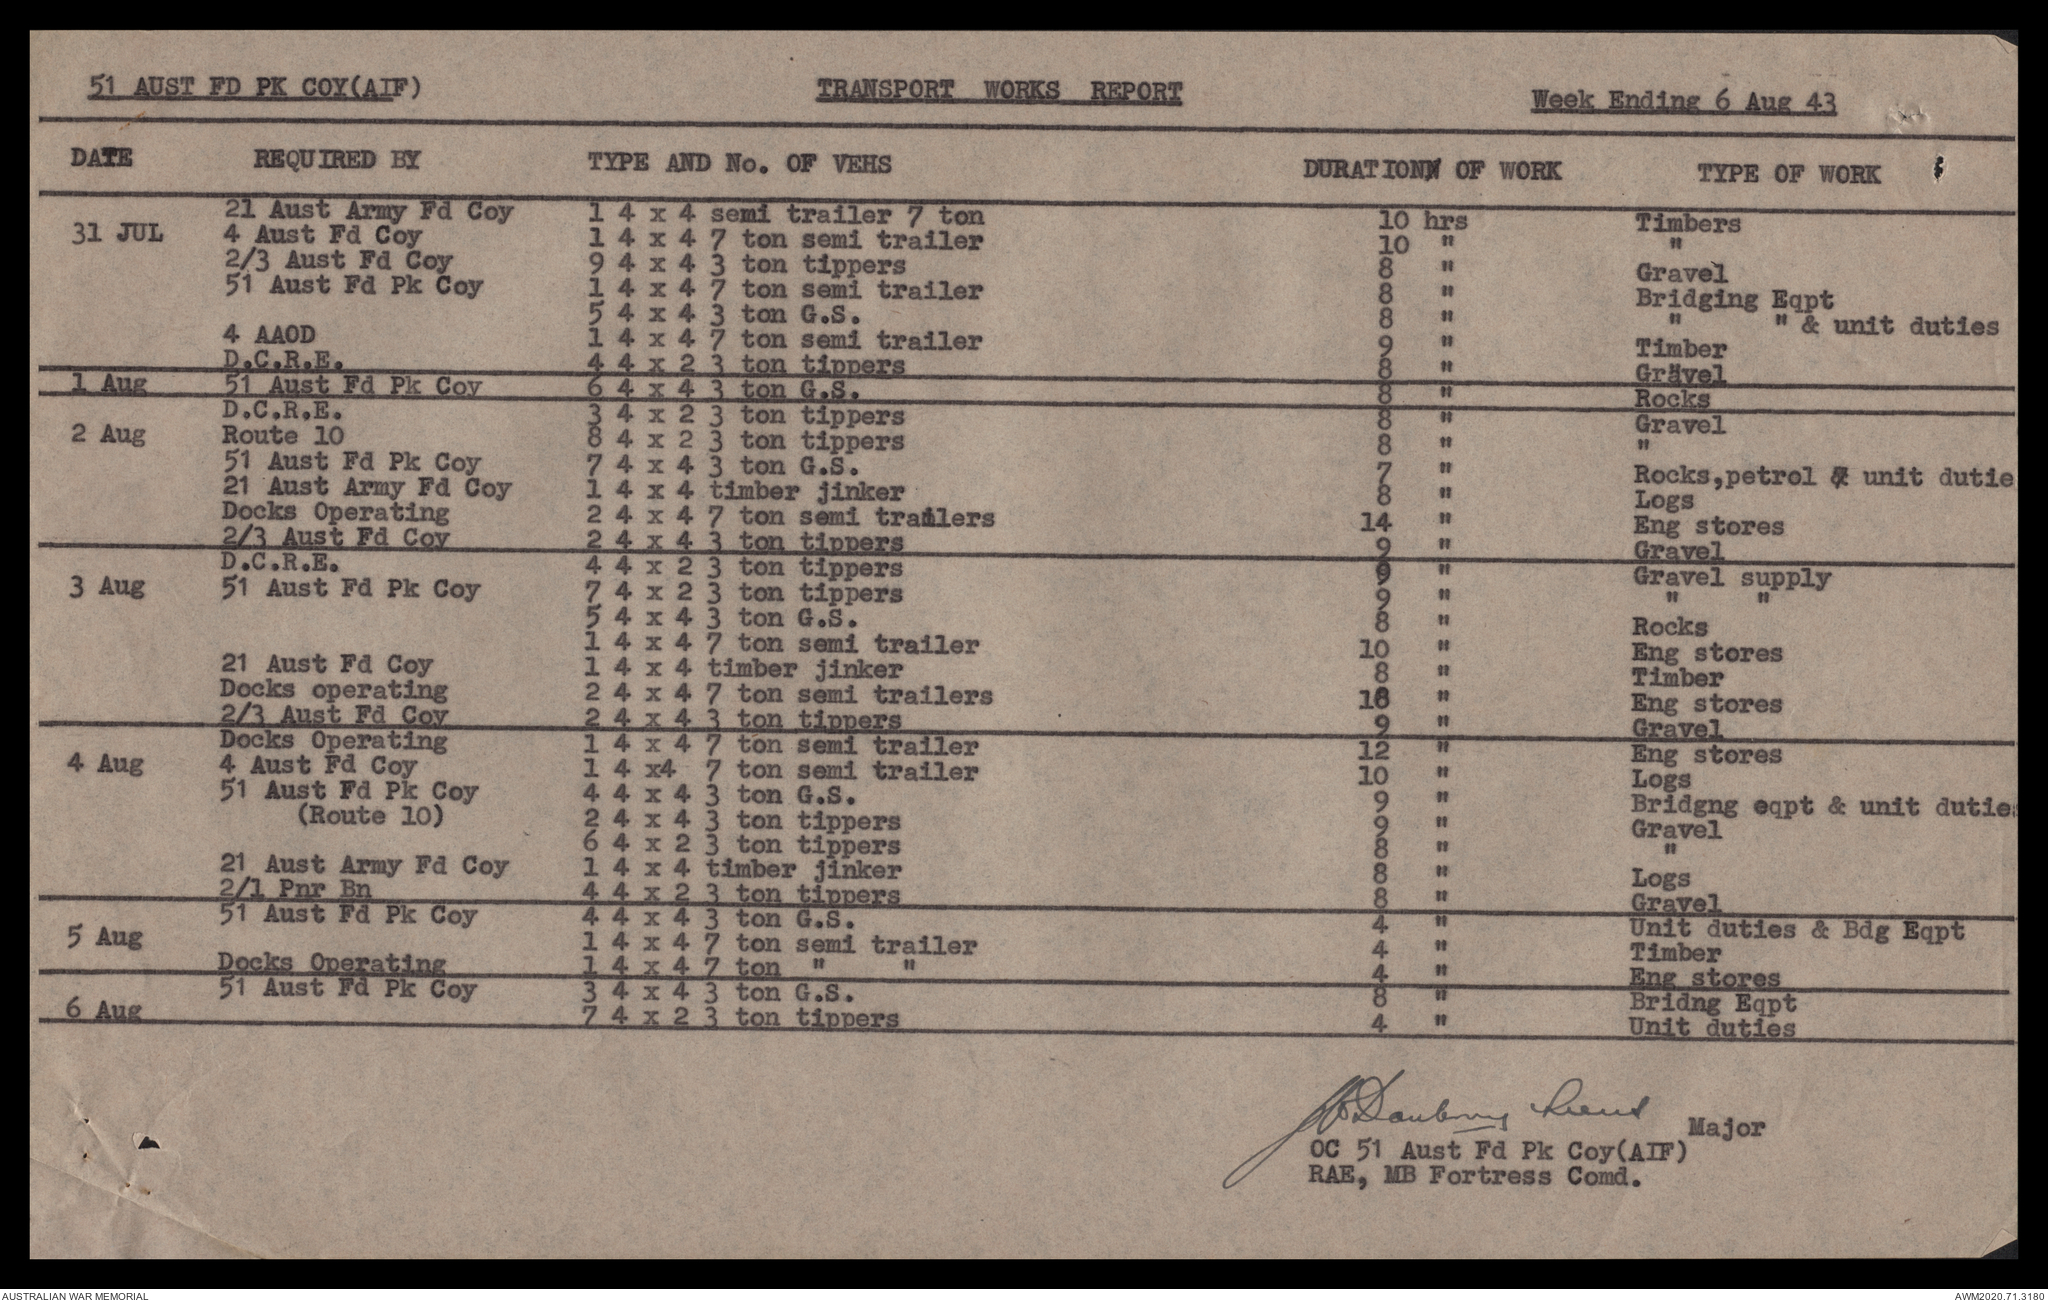 51 AUST FD PK COY(AIF) TRANSPORT WORKS REPORT Week Ending 6 Aug 43
DATE REQUIRED BY TYPE AND No. OF VEHS DURATION OF WORK TYPE OF WORK
21 Aust Army Fd Coy 1 4 x 4 semi trailer 7 ton 10 hrs Timbers
31 JUL 4 Aust Fd Coy 1 4 x 4 7 ton semi trailer 10 " "
2/3 Aust Fd Coy 9 4 x 4 3 ton tippers 8 " Gravel
51 Aust Fd Pk Coy 1 4 x 4 7 ton semi trailer 8 " Bridging Eqpt
5 4 x 4 3 ton G.S. 8 " " " & unit duties
4 AAOD 1 4 x 4 7 ton semi trailer 9 " Timber
D.C.R.E. 4 4 x 2 3 ton tippers 8 " Gravel
1 Aug 51 Aust Fd Pk Coy 6 4 x 4 3 ton G.S. 8 " Rocks
D.C.R.E. 3 4 x 2 3 ton tippers 8 " Gravel
2 Aug Route 10 8 4 x 2 3 ton tippers 8 " "
51 Aust Fd Pk Coy 7 4 x 4 3 ton G.S. 7 " Rocks,petrol & unit dutie
21 Aust Army Fd Coy 1 4 x 4 timber jinker 8 " Logs
Docks Operating 2 4 x 4 7 ton semi trailers 14 " Eng stores
2/3 Aust Fd Coy 2 4 x 4 3 ton tippers 9 " Gravel
D.C.R.E. 4 4 x 2 3 ton tippers 9 " Gravel supply
3 Aug 51 Aust Fd Pk Coy 7 4 x 2 3 ton tippers 9 " " "
5 4 x 4 3 ton G.S. 8 " Rocks
1 4 x 4 7 ton semi trailer 10 " Eng stores
21 Aust Fd Coy 1 4 x 4 timber jinker 8 " Timber
Docks operating 2 4 x 4 7 ton semi trailers 18 " Eng stores
2/3 Aust Fd Coy 2 4 x 4 3 ton tippers 9 " Gravel
Docks Operating 1 4 x 4 7 ton semi trailer 12 " Eng stores
4 Aug 4 Aust Fd Coy 1 4 x4 7 ton semi trailer 10 " Logs
51 Aust Fd Pk Coy 4 4 x 4 3 ton G.S. 9 " Bridgng eqpt & unit duties
(Route 10) 2 4 x 4 3 ton tippers 9 " Gravel
6 4 x 2 3 ton tippers 8 " "
21 Aust Army Fd Coy 1 4 x 4 timber jinker 8 " Logs
2/1 Pnr Bn 4 4 x 2 3 ton tippers 8 " Gravel
51 Aust Fd Pk Coy 4 4 x 4 3 ton G.S. 4 " Unit duties & Bdg Eqpt
5 Aug 1 4 x 4 7 ton semi trailer 4 " Timber
Docks Operating 1 4 x 4 7 ton " " 4 " Eng stores
51 Aust Fd Pk Coy 3 4 x 4 3 ton G.S. 8 " Bridng Eqpt
6 Aug 7 4 x 2 3 ton tippers 4 " Unit duties
Major
OC 51 Aust Fd Pk Coy(AIF)
RAE, MB Fortress Comd.
AUSTRALIAN WAR MEMORIAL AWM2020.71.3180